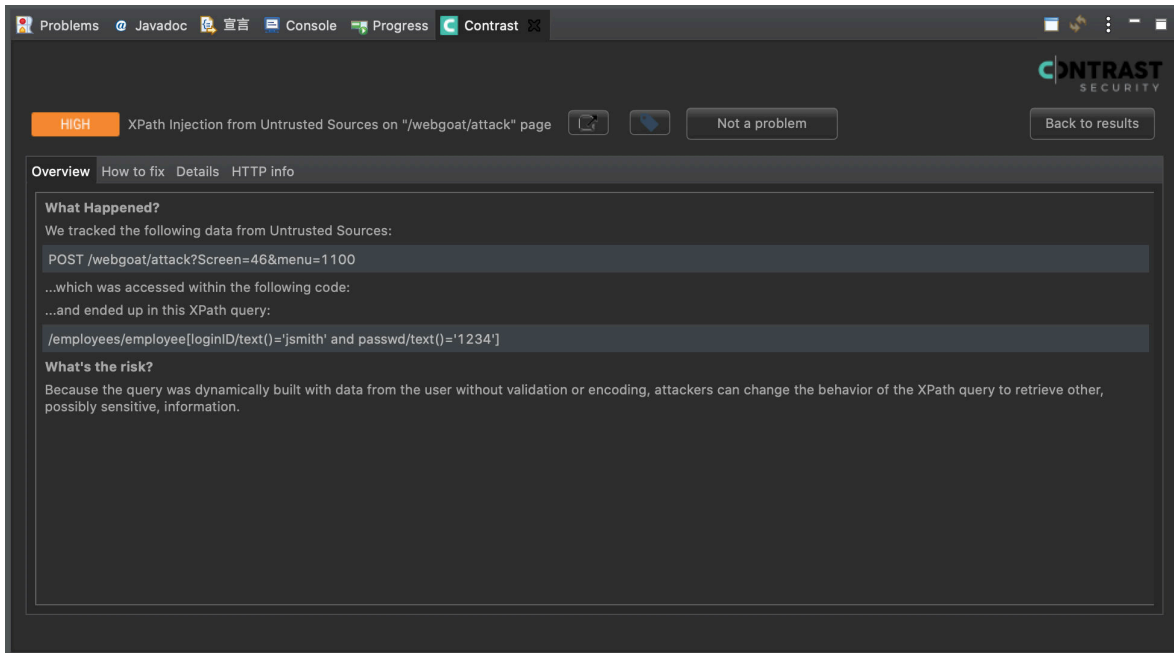 Problems @ Javadoc 宣言 Console Progress Contrast
CONTRAST
SECURITY
HIGH XPath Injection from Untrusted Sources on "/webgoat/attack" page Not a problem Back to results
Overview How to fix Details HTTP info
What Happened?
We tracked the following data from Untrusted Sources:
POST /webgoat/attack?Screen=46&menu=1100
...which was accessed within the following code:
...and ended up in this XPath query:
/employees/employee[loginID/text()='jsmith' and passwd/text()='1234']
What's the risk?
Because the query was dynamically built with data from the user without validation or encoding, attackers can change the behavior of the XPath query to retrieve other,
possibly sensitive, information.